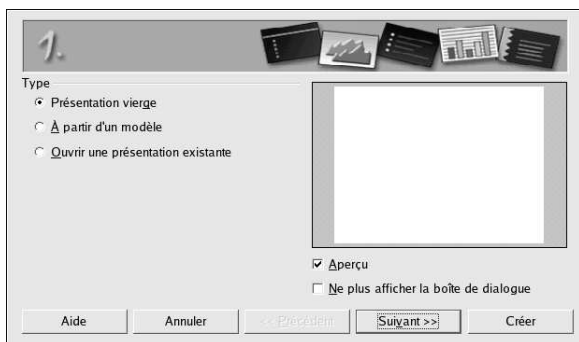 1.
Type
Présentation vierge
À partir d'un modèle
Ouvrir une présentation existante
Aperçu
Ne plus afficher la boîte de dialogue
Aide
Annuler
<< Précédent
Suivant >>
Créer